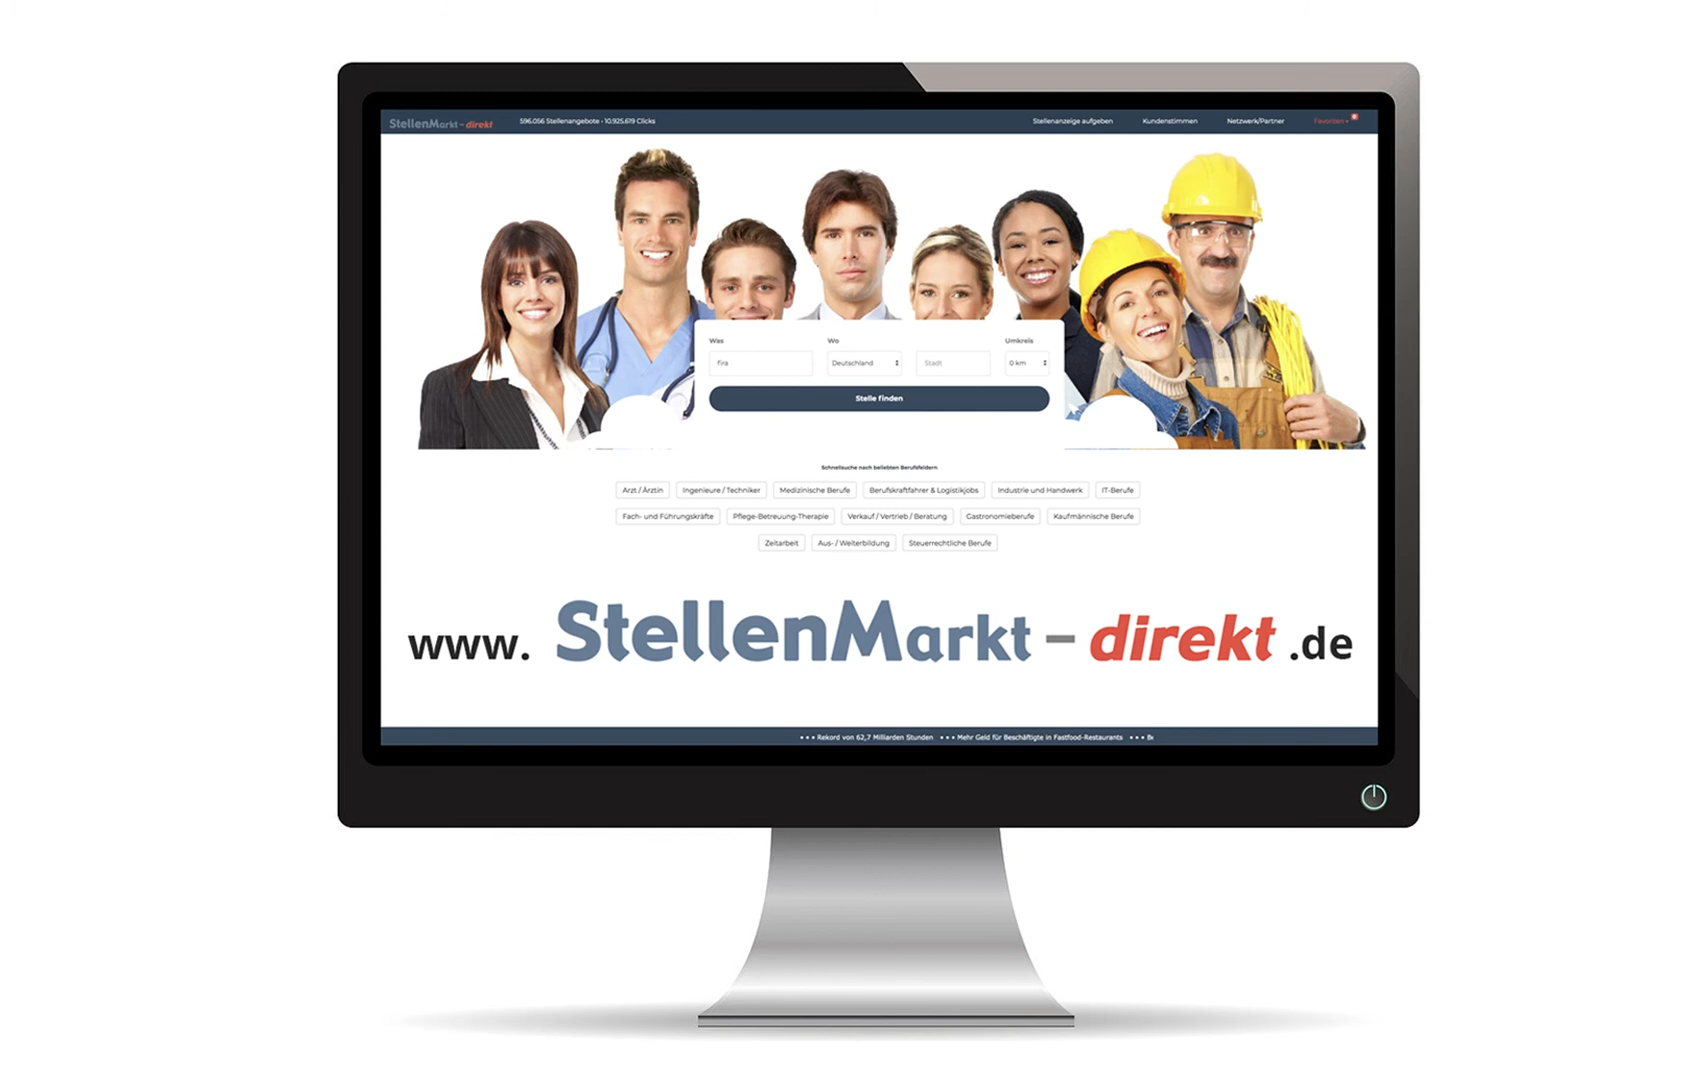 StellenMarkt - direkt 596.056 Stellenangebote - 10.925.619 Clicks Stellenanzeige aufgeben Kundenstimmen Netzwerk/Partner Favoriten
Was Wo Umkreis
fira Deutschland Stadt 0 km
Stelle finden
Schnellsuche nach beliebten Berufsfeldern
Arzt / Ärztin Ingenieure / Techniker Medizinische Berufe Berufskraftfahrer & Logistikjobs Industrie und Handwerk IT-Berufe
Fach- und Führungskräfte Pflege-Betreuung-Therapie Verkauf / Vertrieb / Beratung Gastronomieberufe Kaufmännische Berufe
Zeitarbeit Aus- / Weiterbildung Steuerrechtliche Berufe
www. StellenMarkt - direkt .de
• • • Rekord von 62,7 Milliarden Stunden • • • Mehr Geld für Beschäftigte in Fastfood-Restaurants • • •